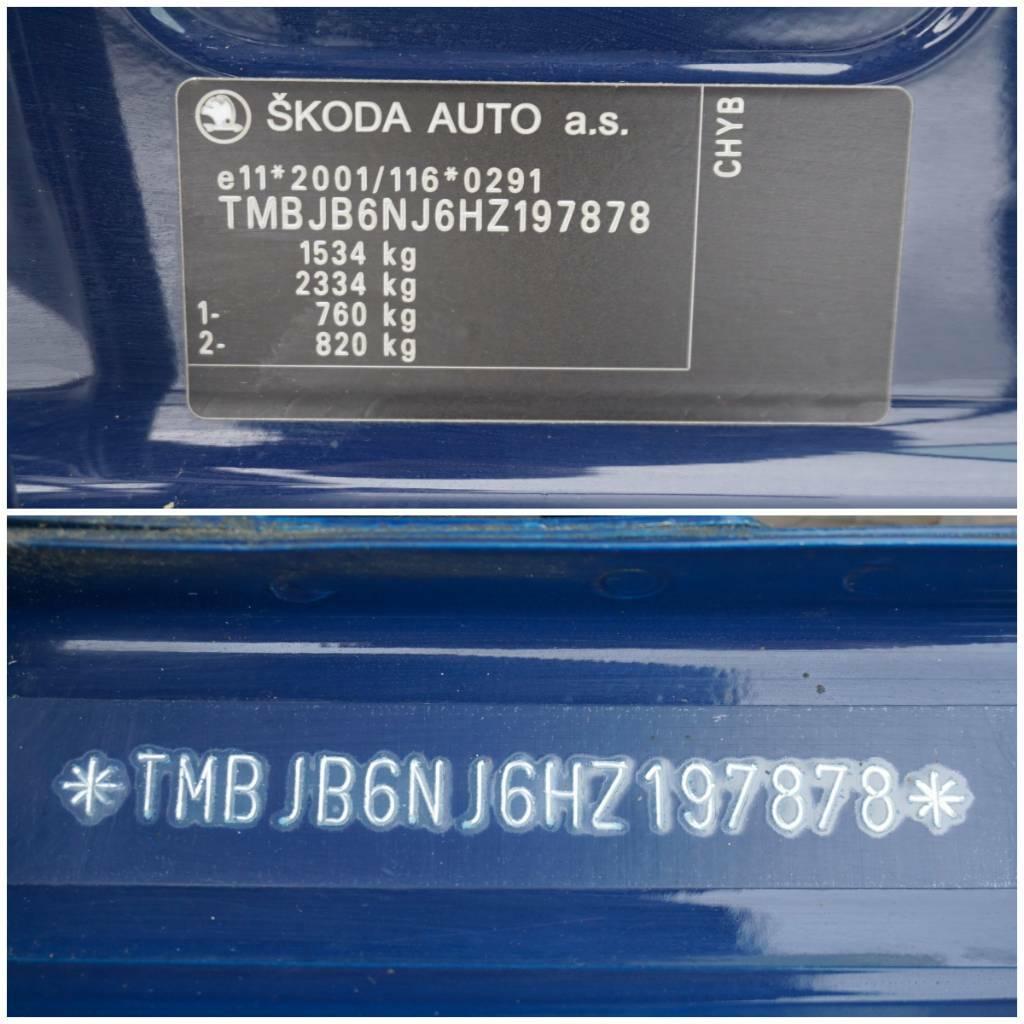 ŠKODA AUTO a.s.
e11*2001/116*0291
TMBJB6NJ6HZ197878
1534 kg
2334 kg
1- 760 kg
2- 820 kg
CHYB
*TMBJB6NJ6HZ197878*